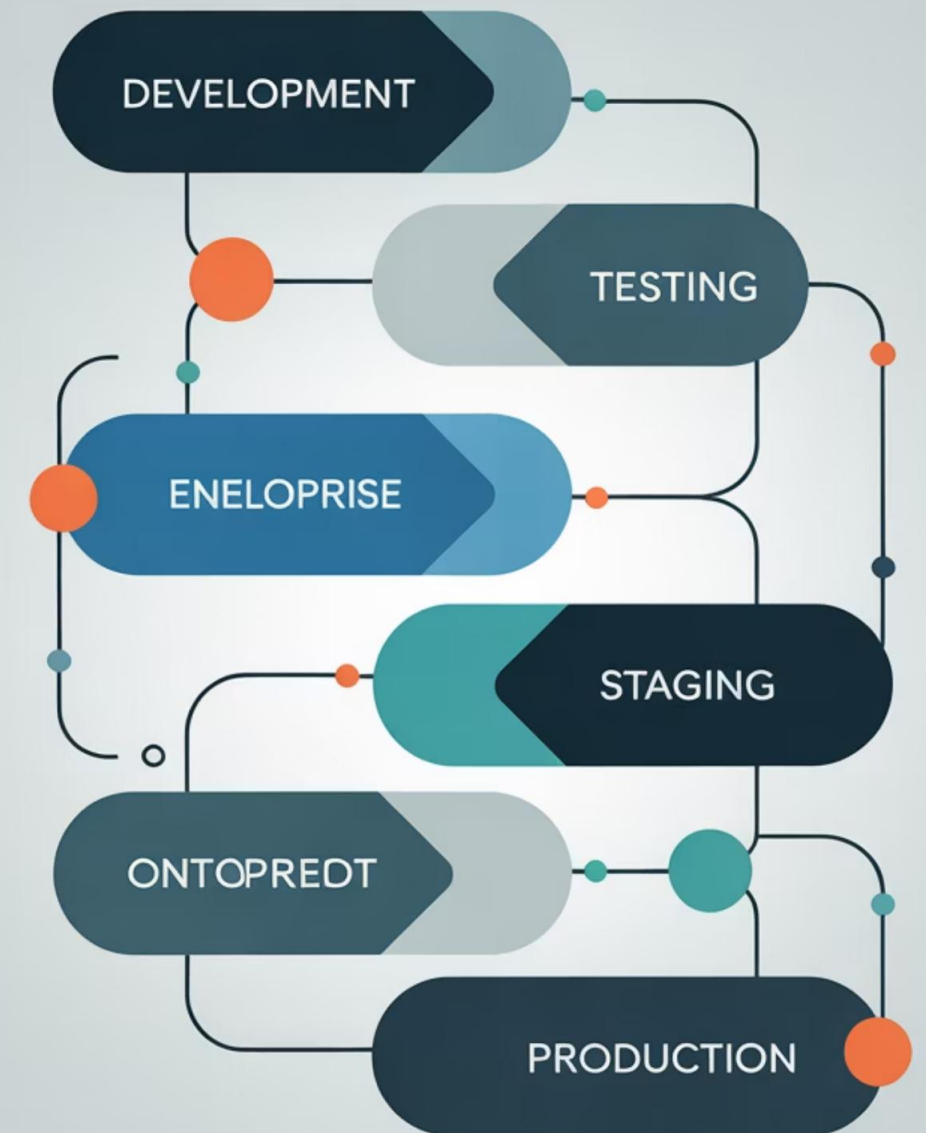 DEVELOPMENT
TESTING
ENELOPRISE
STAGING
ONTOPREDT
PRODUCTION